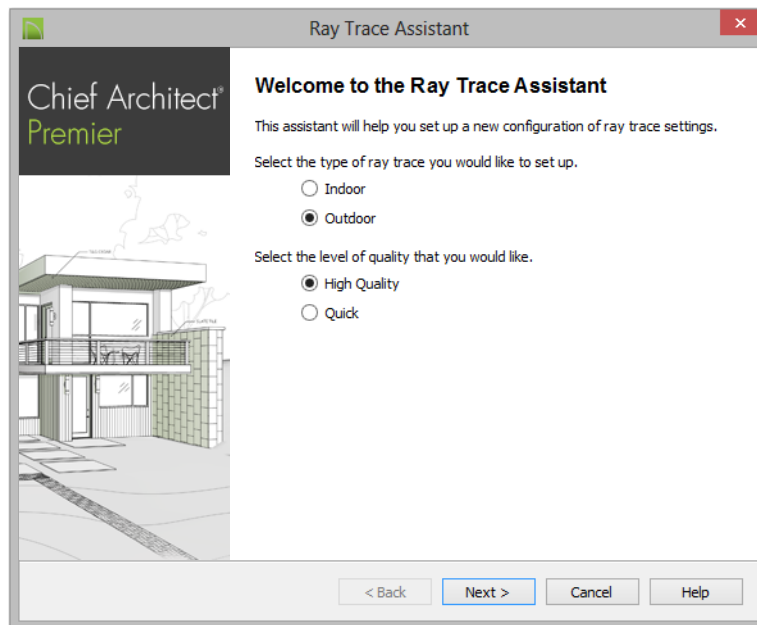 Ray Trace Assistant
Chief Architect®
Premier
Welcome to the Ray Trace Assistant
This assistant will help you set up a new configuration of ray trace settings.
Select the type of ray trace you would like to set up.
Indoor
Outdoor
Select the level of quality that you would like.
High Quality
Quick
< Back
Next >
Cancel
Help